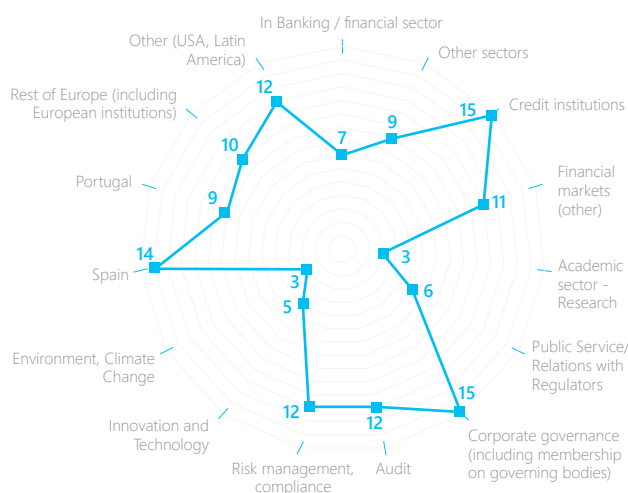 In Banking / financial sector
7
Other sectors
9
Credit institutions
15
Financial
markets
(other)
11
Academic
sector -
Research
3
Public Service/
Relations with
Regulators
6
Corporate governance
(including membership
on governing bodies)
15
Audit
12
Risk management,
compliance
12
Innovation and
Technology
5
Environment, Climate
Change
3
Spain
14
Portugal
9
Rest of Europe (including
European institutions)
10
Other (USA, Latin
America)
12